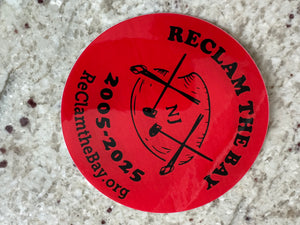 RECLAM THE BAY
NJ
2005-2025
ReClamtheBay.org